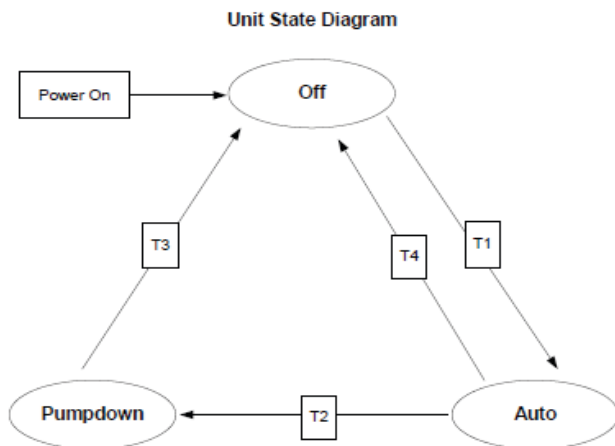 Unit State Diagram
Power On
Off
T3
T4
T1
Pumpdown
T2
Auto